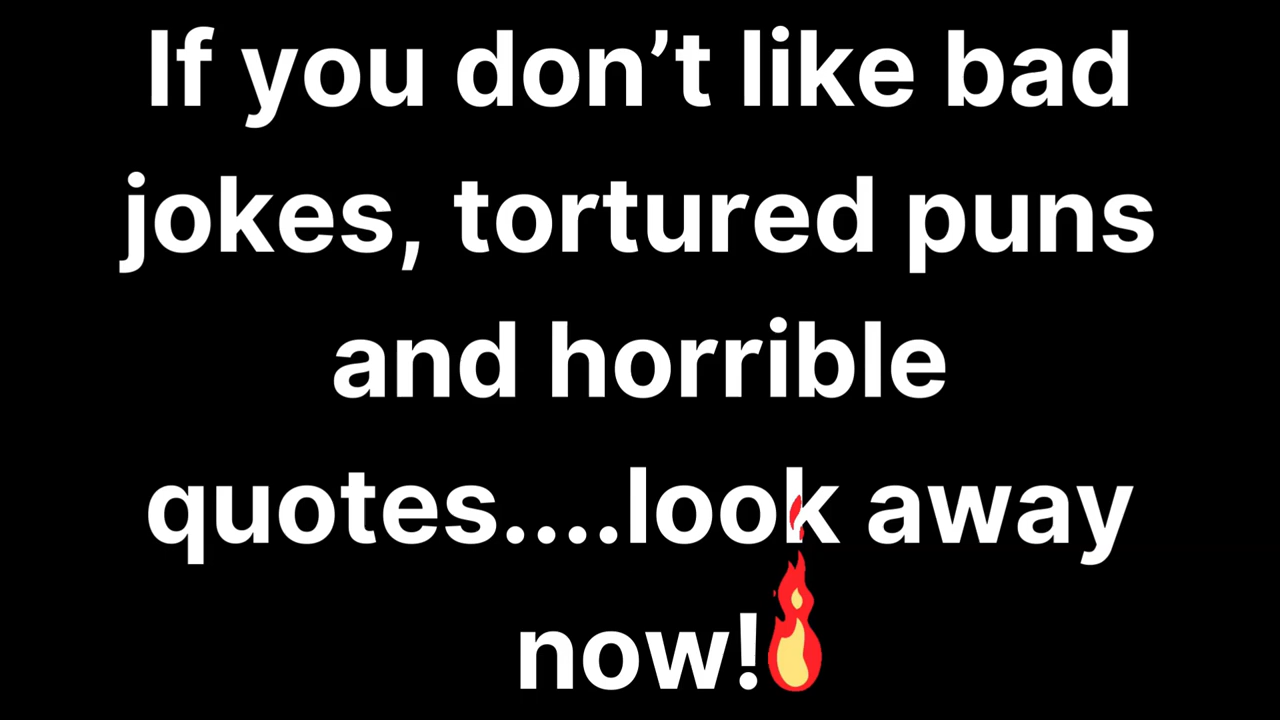 If you don’t like bad
jokes, tortured puns
and horrible
quotes....look away
now!